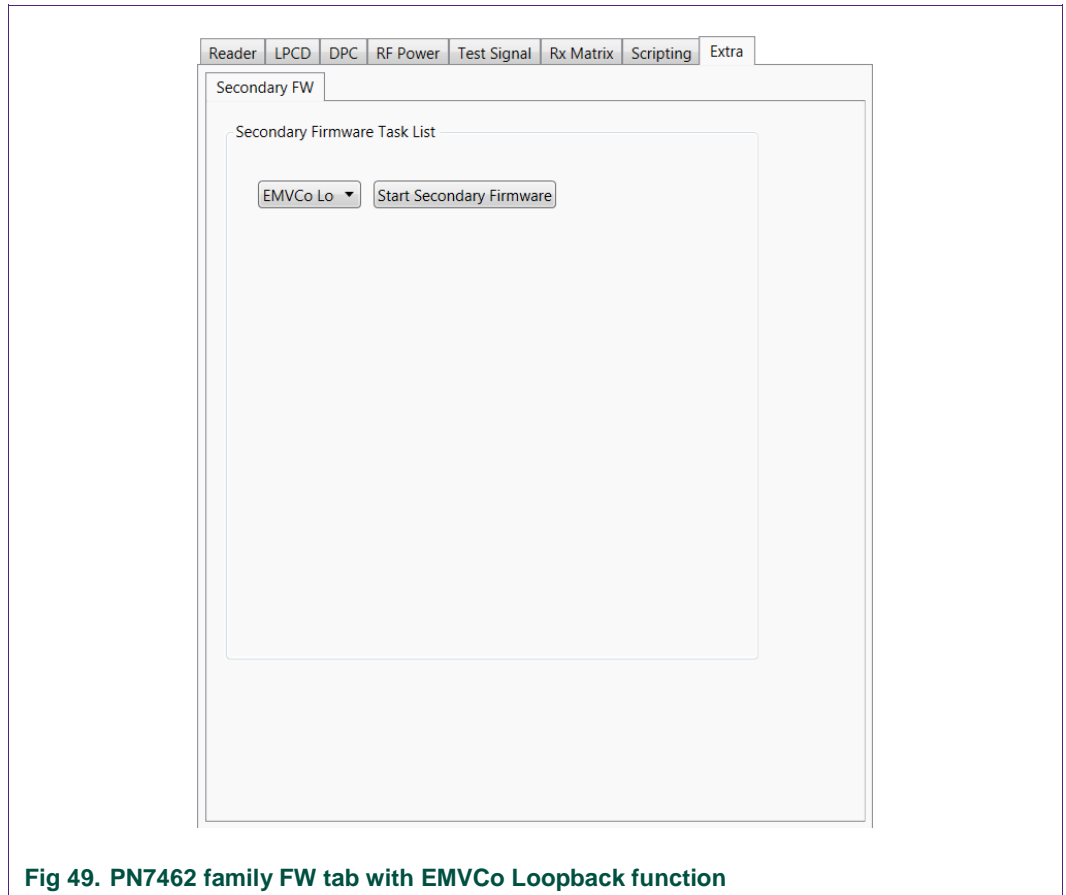 Reader LPCD DPC RF Power Test Signal Rx Matrix Scripting Extra
Secondary FW
Secondary Firmware Task List
EMVCo Lo Start Secondary Firmware
Fig 49. PN7462 family FW tab with EMVCo Loopback function